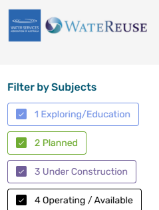 WATEREUSE
Filter by Subjects
1 Exploring/Education
2 Planned
3 Under Construction
4 Operating / Available